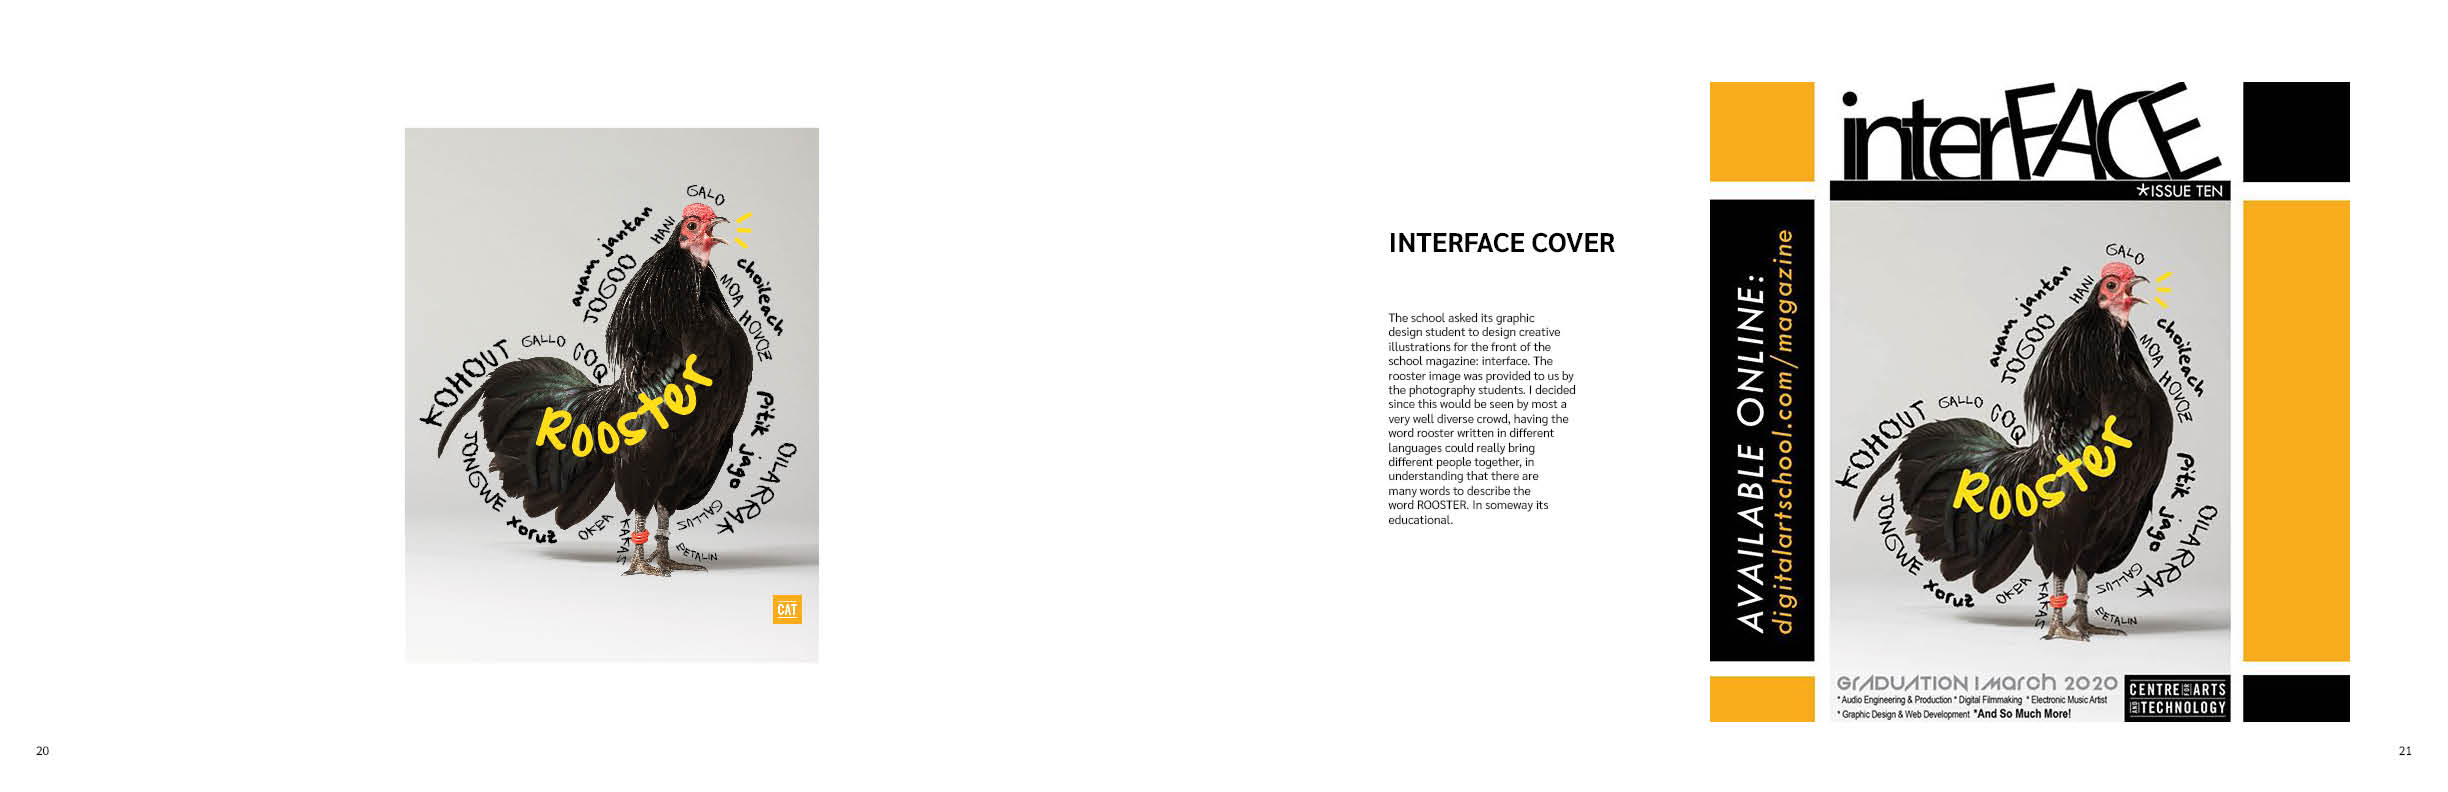 GALO
HANI
ayam jantan
JOGOO
choileach
MOA
HOVOZ
GALLO
COQ
KOHOUT
Rooster
pitik jago
OILARRAK
JONGWE
xoruz
OKPA
KAKAS
GALLUS
PETALIN
CAT
20
INTERFACE COVER
The school asked its graphic
design student to design creative
illustrations for the front of the
school magazine: interface. The
rooster image was provided to us by
the photography students. I decided
since this would be seen by most a
very well diverse crowd, having the
word rooster written in different
languages could really bring
different people together, in
understanding that there are
many words to describe the
word ROOSTER. In someway its
educational.
AVAILABLE ONLINE:
digitalartschool.com/magazine
interFACE
*ISSUE TEN
GALO
HANI
ayam jantan
JOGOO
choileach
MOA
HOVOZ
GALLO
COQ
KOHOUT
Rooster
pitik jago
OILARRAK
JONGWE
xoruz
OKPA
KAKAS
GALLUS
PETALIN
GRADUATION | March 2020
* Audio Engineering & Production * Digital Filmmaking * Electronic Music Artist
* Graphic Design & Web Development *And So Much More!
CENTRE FOR ARTS
AND TECHNOLOGY
21